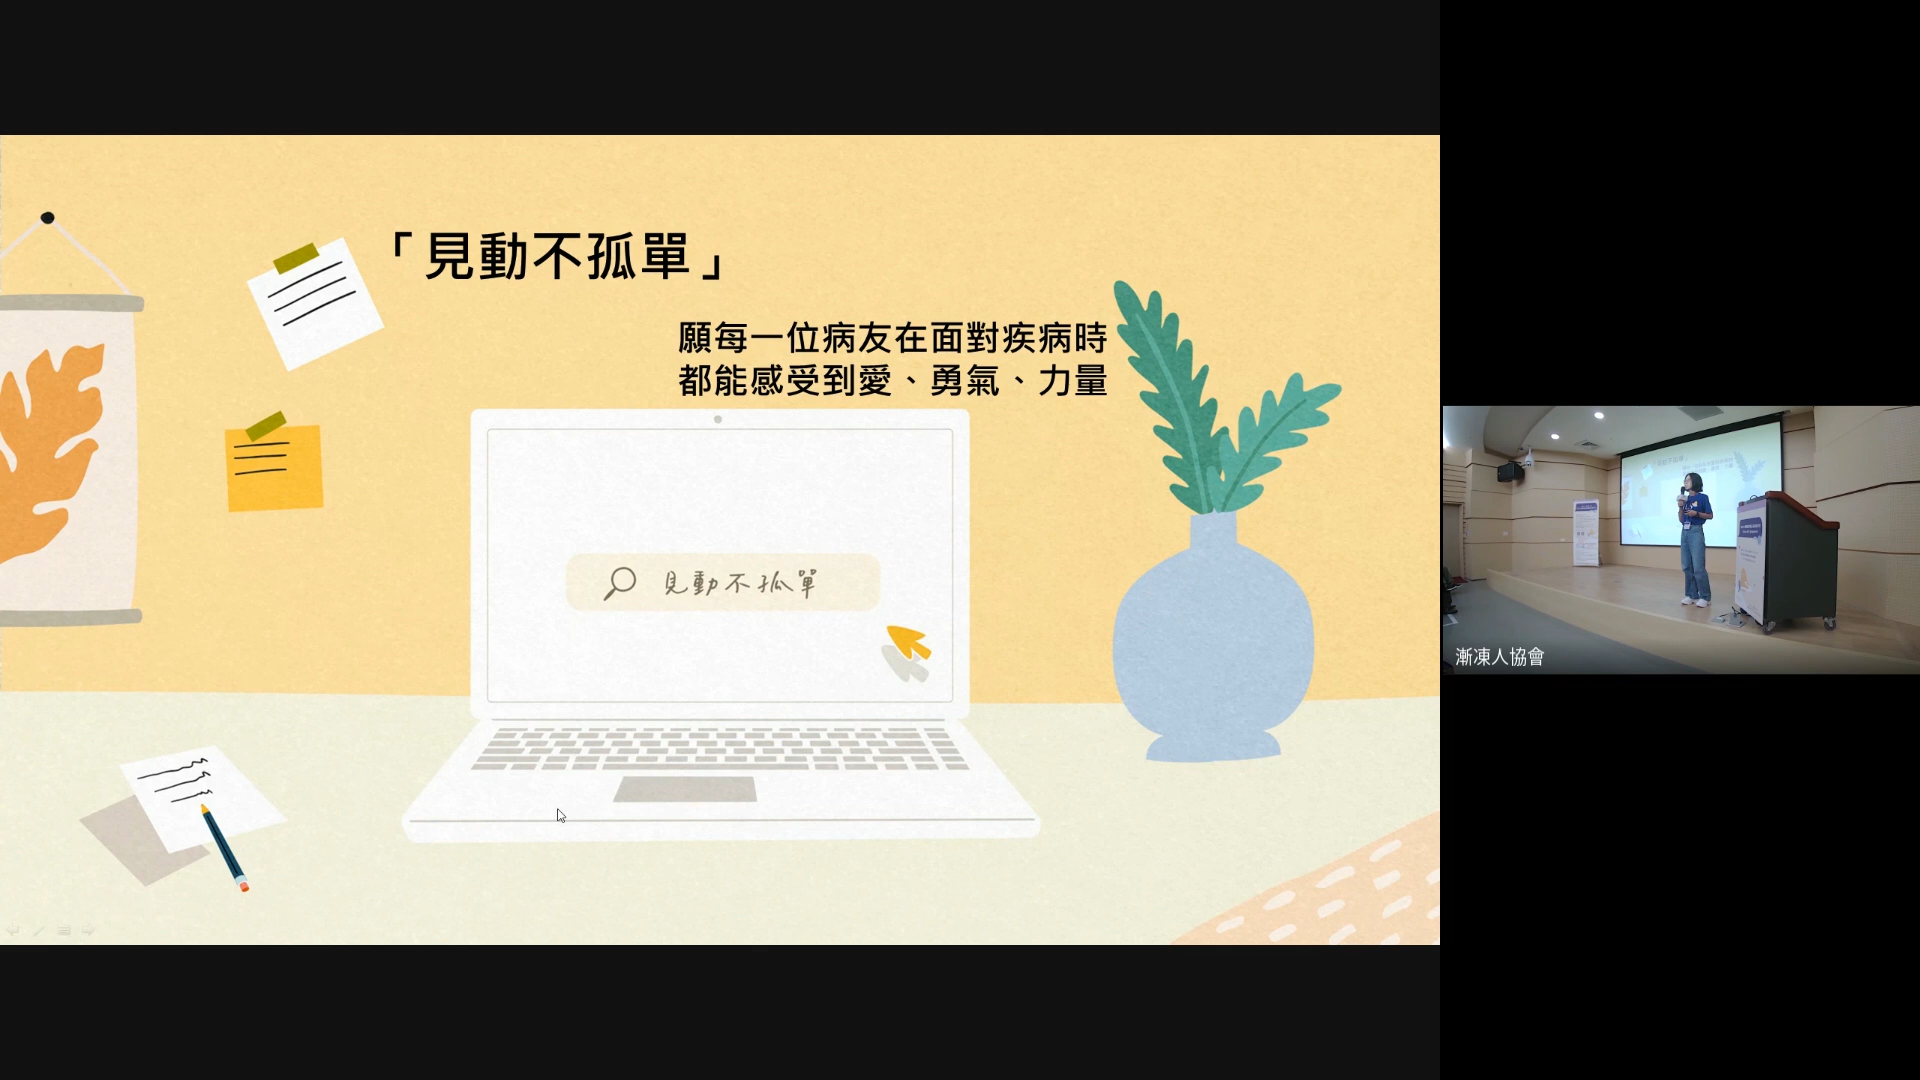 「見動不孤單」
願每一位病友在面對疾病時
都能感受到愛、勇氣、力量
見動不孤單
漸凍人協會